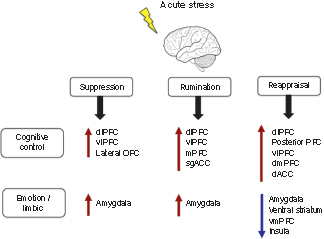 Acute stress
Suppression
Rumination
Reappraisal
Cognitive
control
dlPFC
vlPFC
Lateral OFC
dlPFC
vlPFC
mPFC
sgACC
dlPFC
Posterior PFC
vlPFC
dmPFC
dACC
Emotion /
limbic
Amygdala
Amygdala
Amygdala
Ventral striatum
vmPFC
Insula